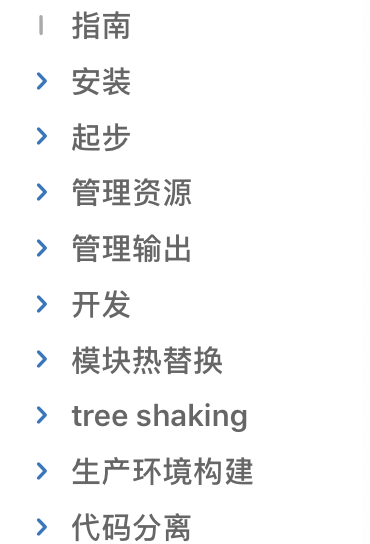 指南
安装
起步
管理资源
管理输出
开发
模块热替换
tree shaking
生产环境构建
代码分离